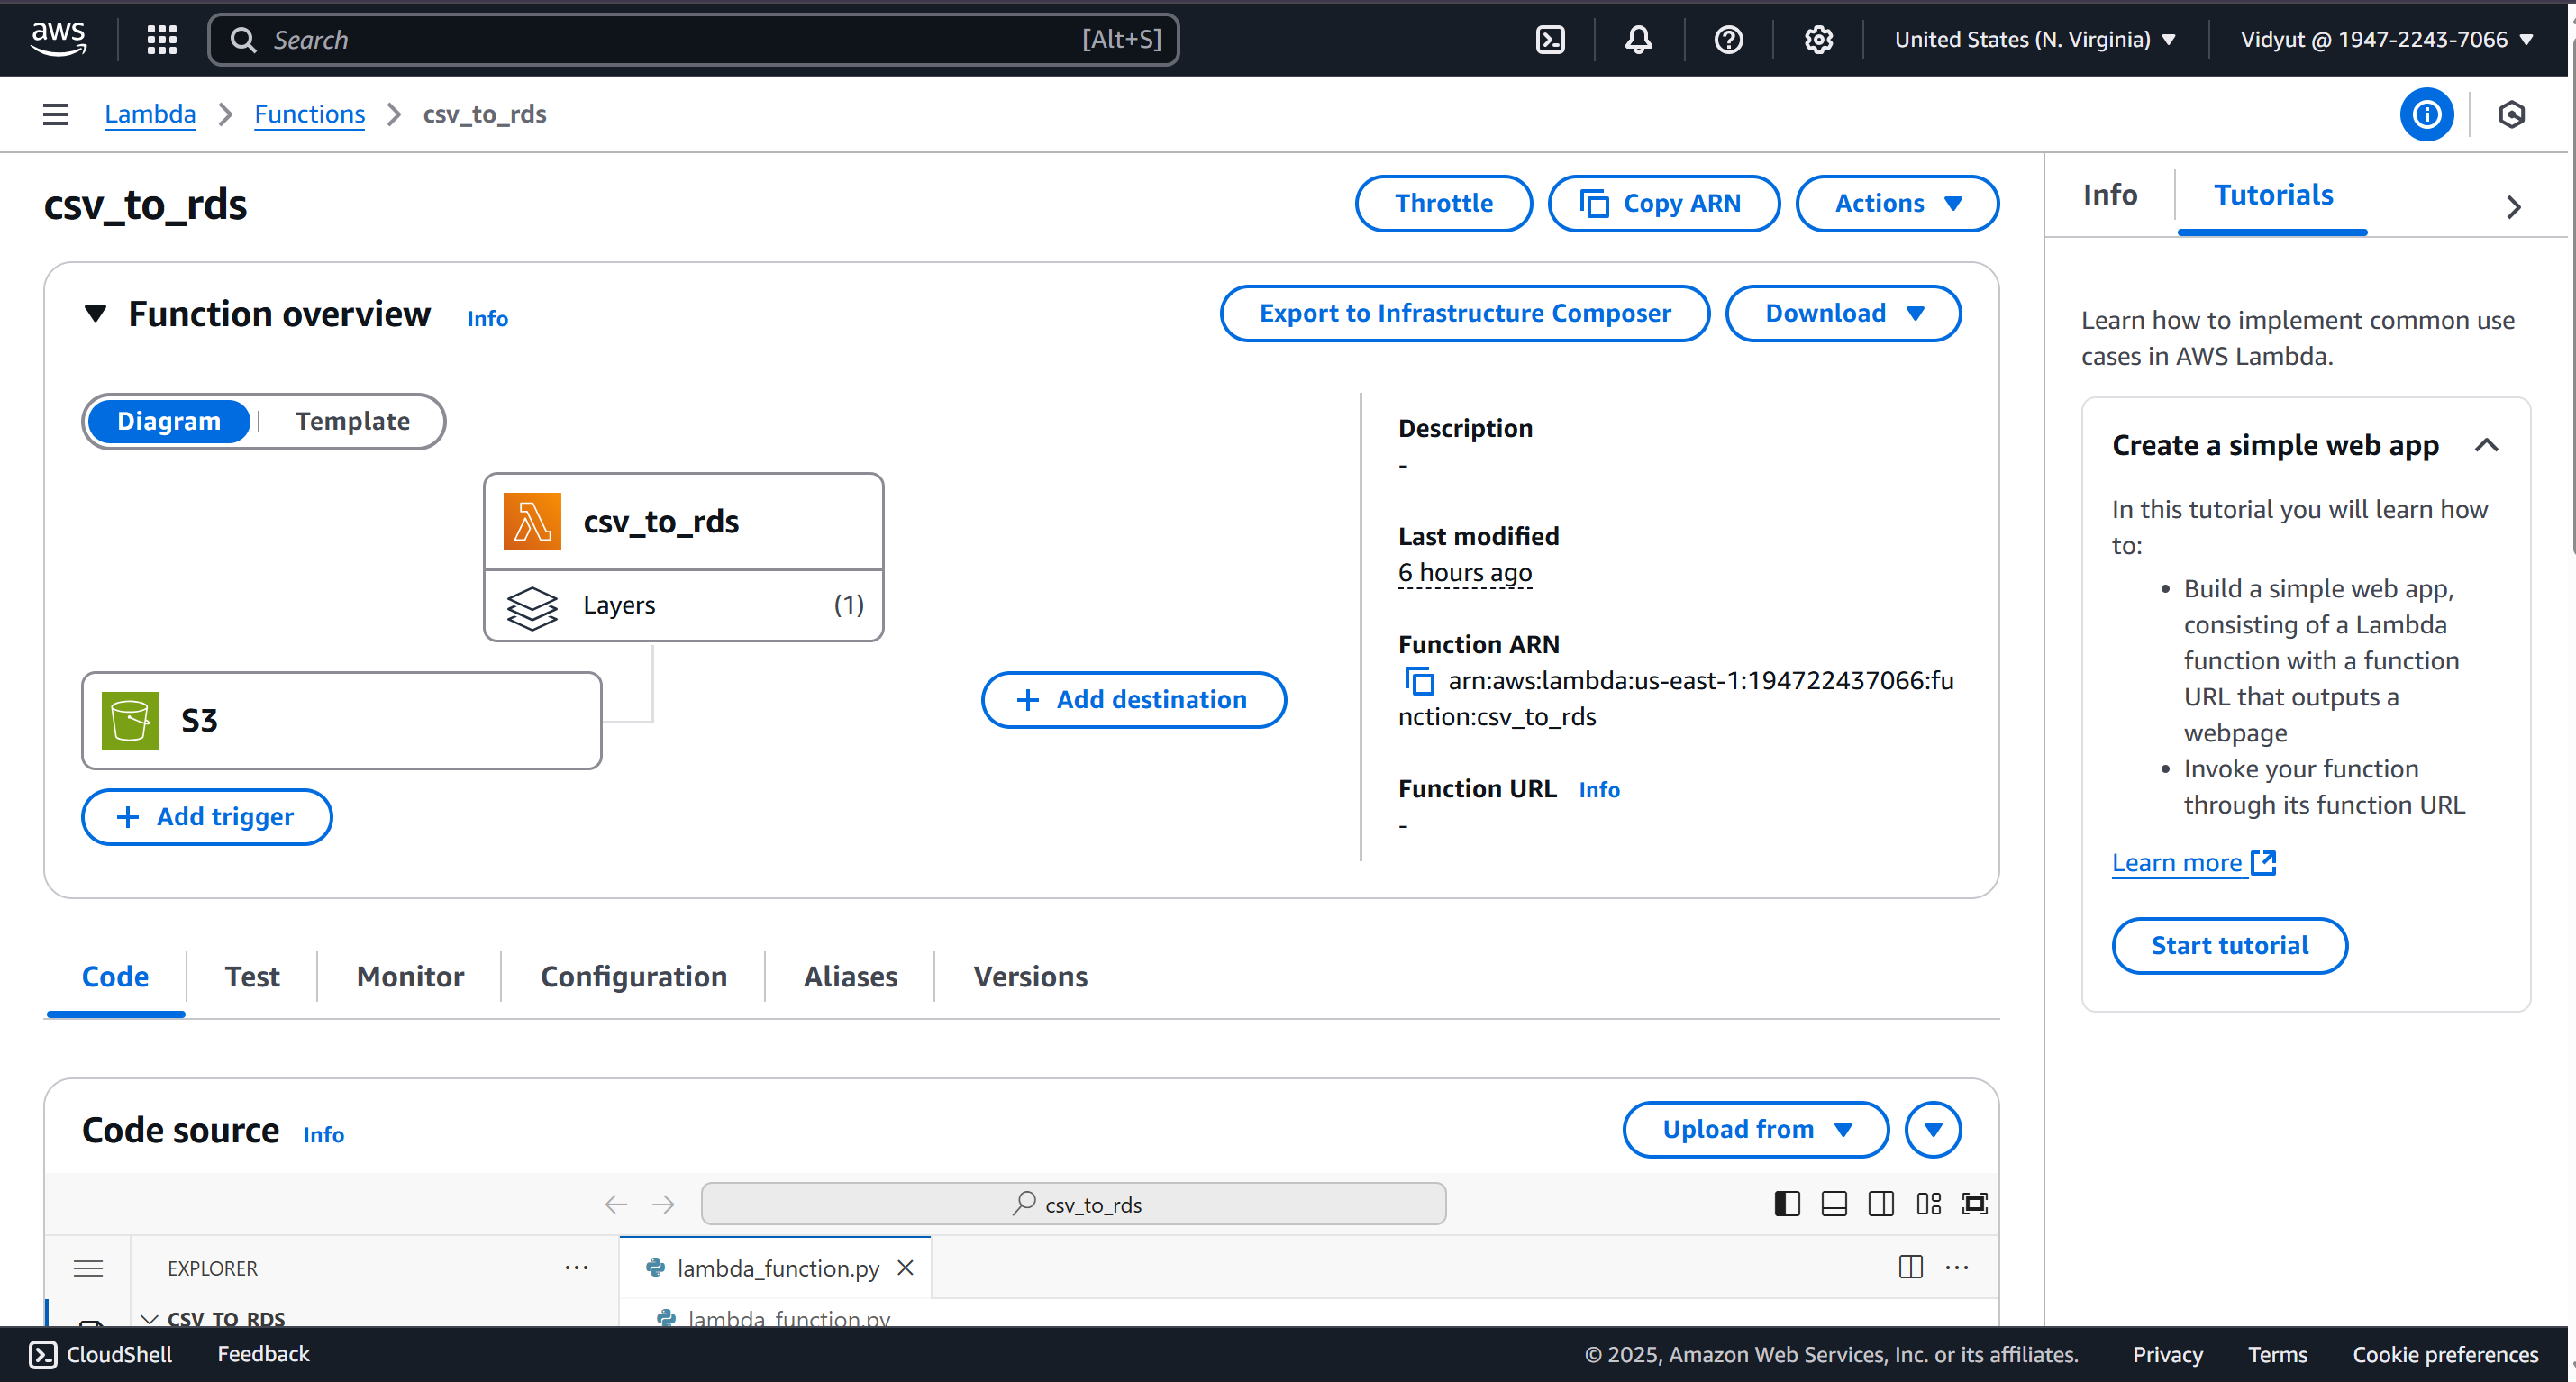 aws
Search
[Alt+S]
United States (N. Virginia)
Vidyut @ 1947-2243-7066
Lambda
Functions
csv_to_rds
csv_to_rds
Throttle
Copy ARN
Actions
Function overview
Info
Export to Infrastructure Composer
Download
Diagram
Template
csv_to_rds
Layers
(1)
S3
Add trigger
Add destination
Description
-
Last modified
6 hours ago
Function ARN
arn:aws:lambda:us-east-1:194722437066:fu
nction:csv_to_rds
Function URL
Info
-
Code
Test
Monitor
Configuration
Aliases
Versions
Code source
Info
Upload from
csv_to_rds
EXPLORER
lambda_function.py
CSV_TO_RDS
lambda_function.py
Info
Tutorials
Learn how to implement common use
cases in AWS Lambda.
Create a simple web app
In this tutorial you will learn how
to:
• Build a simple web app,
consisting of a Lambda
function with a function
URL that outputs a
webpage
• Invoke your function
through its function URL
Learn more
Start tutorial
CloudShell
Feedback
© 2025, Amazon Web Services, Inc. or its affiliates.
Privacy
Terms
Cookie preferences